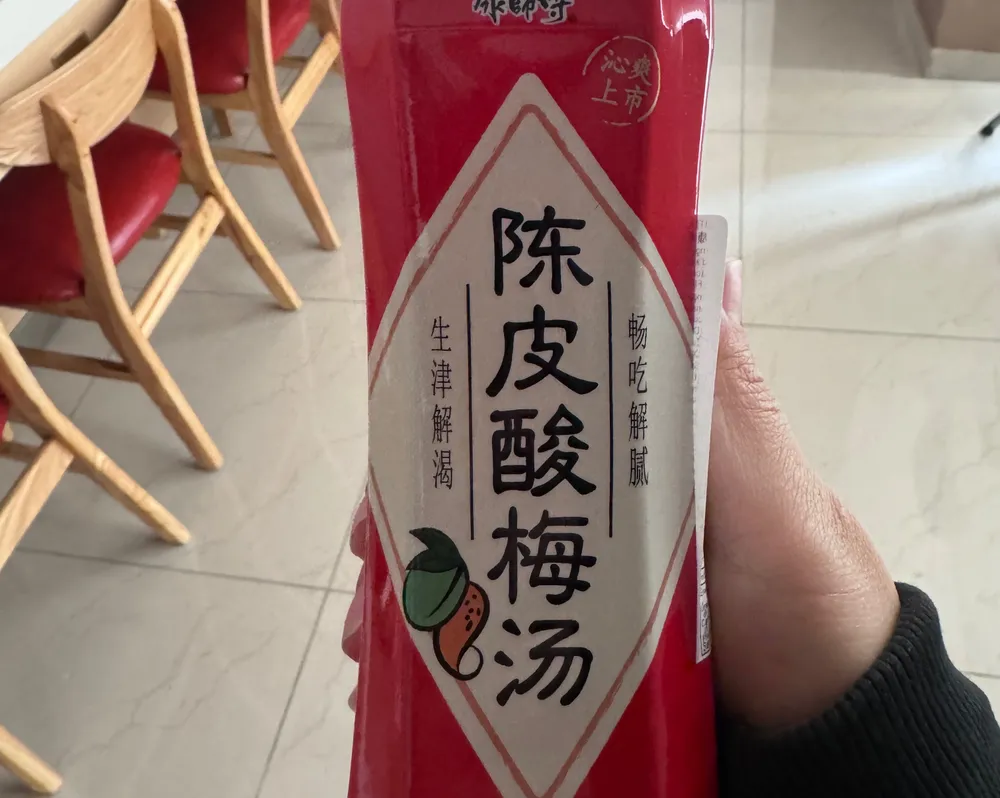 沁爽
上市
陈皮酸梅汤
畅吃解腻
生津解渴